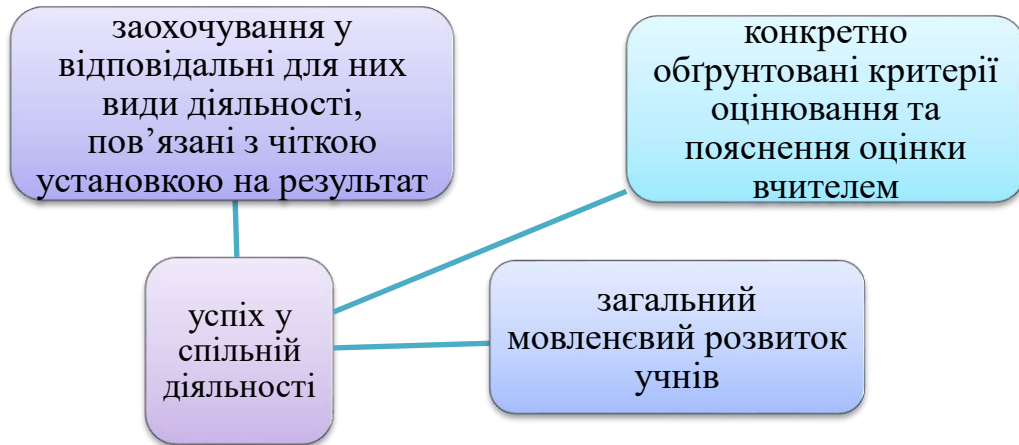 заохочування у
відповідальні для них
види діяльності,
пов’язані з чіткою
установкою на результат
конкретно
обґрунтовані критерії
оцінювання та
пояснення оцінки
вчителем
успіх у
спільній
діяльності
загальний
мовленєвий розвиток
учнів